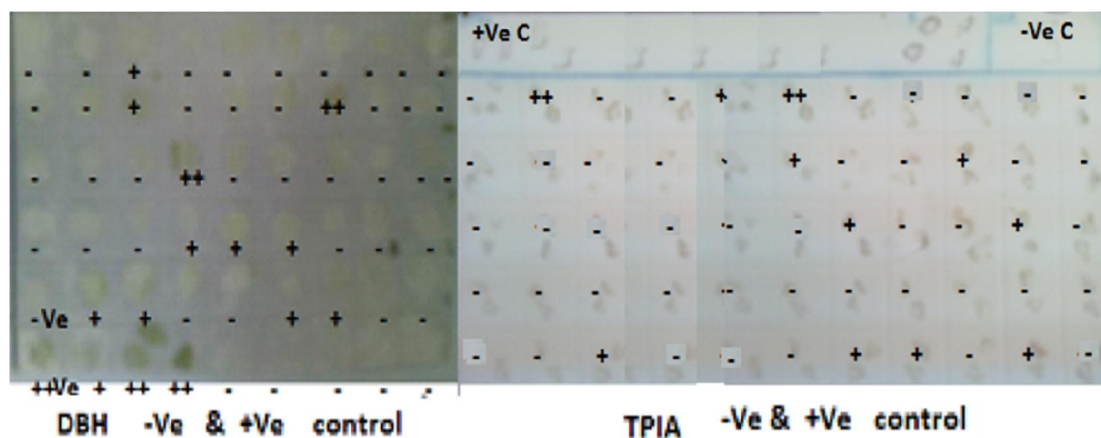 +Ve C -Ve C
- - + - - - - - - -
- - + - - - ++ - - -
- - - ++ - - - - - -
- - - + + + - - -
-Ve + + - - + + - -
++Ve + ++ ++ - - - - -
- ++ - - + ++ - - - - -
- - - - - + - - + - -
- - - - - - + - - + -
- - - - - - - - - - -
- - + - - - + + - + -
DBH -Ve & +Ve control
TPIA -Ve & +Ve control